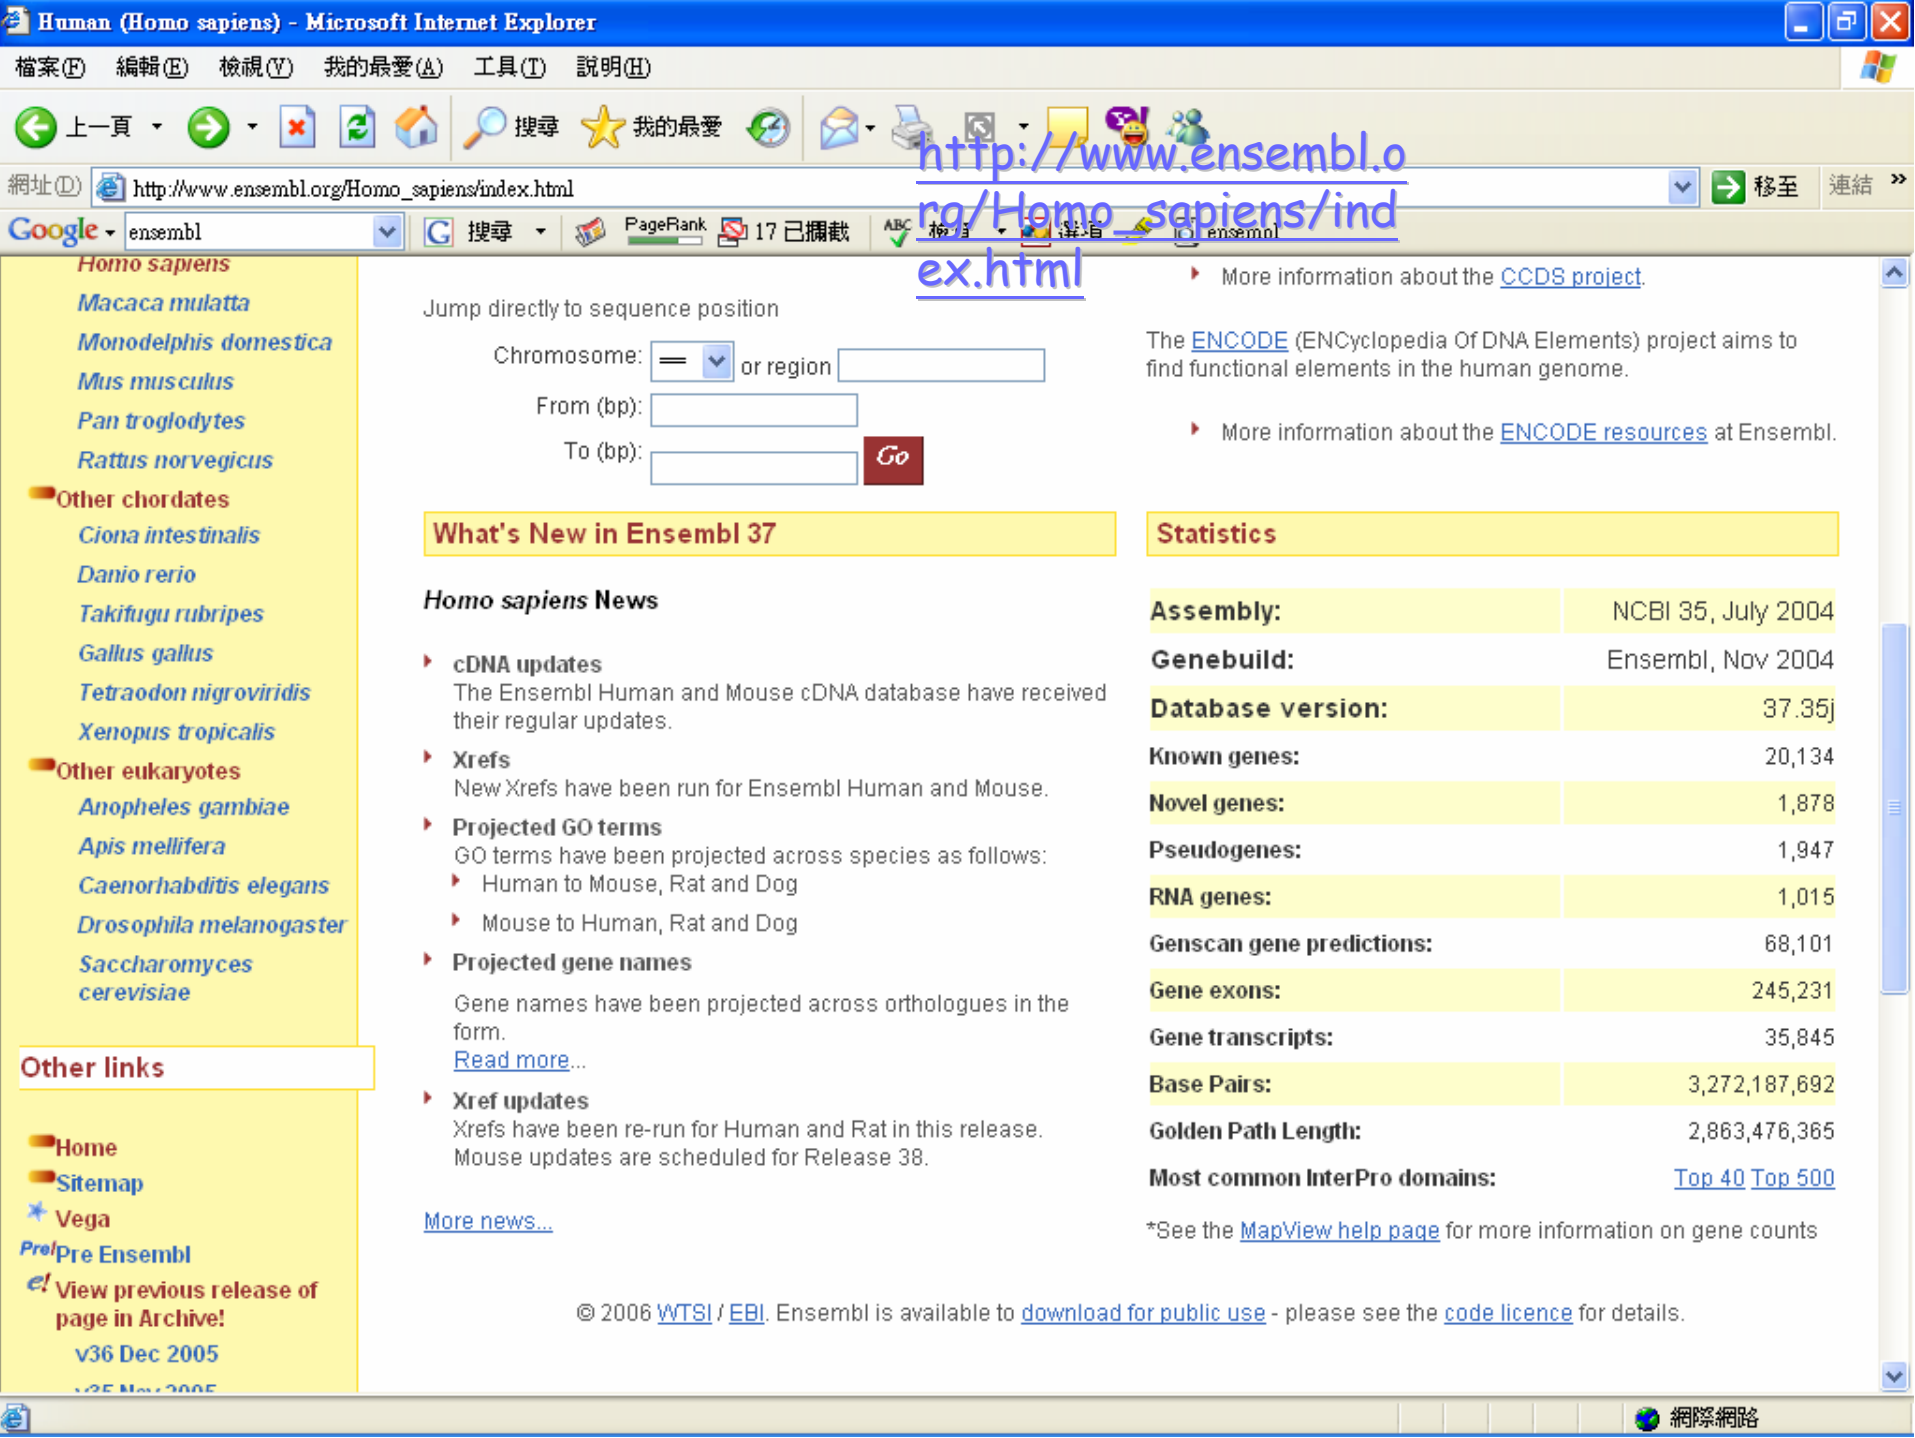 Human (Homo sapiens) - Microsoft Internet Explorer
檔案(F) 編輯(E) 檢視(V) 我的最愛(A) 工具(T) 說明(H)
上一頁 搜尋 我的最愛
http://www.ensembl.o
rg/Homo_sapiens/ind
ex.html
網址(D) http://www.ensembl.org/Homo_sapiens/index.html 移至 連結 »
Google ensembl G 搜尋 PageRank 17 已攔截 ABC 選項 ensembl
Homo sapiens
Macaca mulatta
Monodelphis domestica
Mus musculus
Pan troglodytes
Rattus norvegicus
Other chordates
Ciona intestinalis
Danio rerio
Takifugu rubripes
Gallus gallus
Tetraodon nigroviridis
Xenopus tropicalis
Other eukaryotes
Anopheles gambiae
Apis mellifera
Caenorhabditis elegans
Drosophila melanogaster
Saccharomyces
cerevisiae
Other links
Home
Sitemap
Vega
Pre! Pre Ensembl
e! View previous release of
page in Archive!
v36 Dec 2005
v35 Nov 2005
Jump directly to sequence position
Chromosome: == or region
From (bp):
To (bp): Go
What's New in Ensembl 37
Homo sapiens News
cDNA updates
The Ensembl Human and Mouse cDNA database have received
their regular updates.
Xrefs
New Xrefs have been run for Ensembl Human and Mouse.
Projected GO terms
GO terms have been projected across species as follows:
Human to Mouse, Rat and Dog
Mouse to Human, Rat and Dog
Projected gene names
Gene names have been projected across orthologues in the
form.
Read more...
Xref updates
Xrefs have been re-run for Human and Rat in this release.
Mouse updates are scheduled for Release 38.
More news...
More information about the CCDS project.
The ENCODE (ENCyclopedia Of DNA Elements) project aims to
find functional elements in the human genome.
More information about the ENCODE resources at Ensembl.
Statistics
Assembly: NCBI 35, July 2004
Genebuild: Ensembl, Nov 2004
Database version: 37.35j
Known genes: 20,134
Novel genes: 1,878
Pseudogenes: 1,947
RNA genes: 1,015
Genscan gene predictions: 68,101
Gene exons: 245,231
Gene transcripts: 35,845
Base Pairs: 3,272,187,692
Golden Path Length: 2,863,476,365
Most common InterPro domains: Top 40 Top 500
*See the MapView help page for more information on gene counts
© 2006 WTSI / EBI. Ensembl is available to download for public use - please see the code licence for details.
網際網路